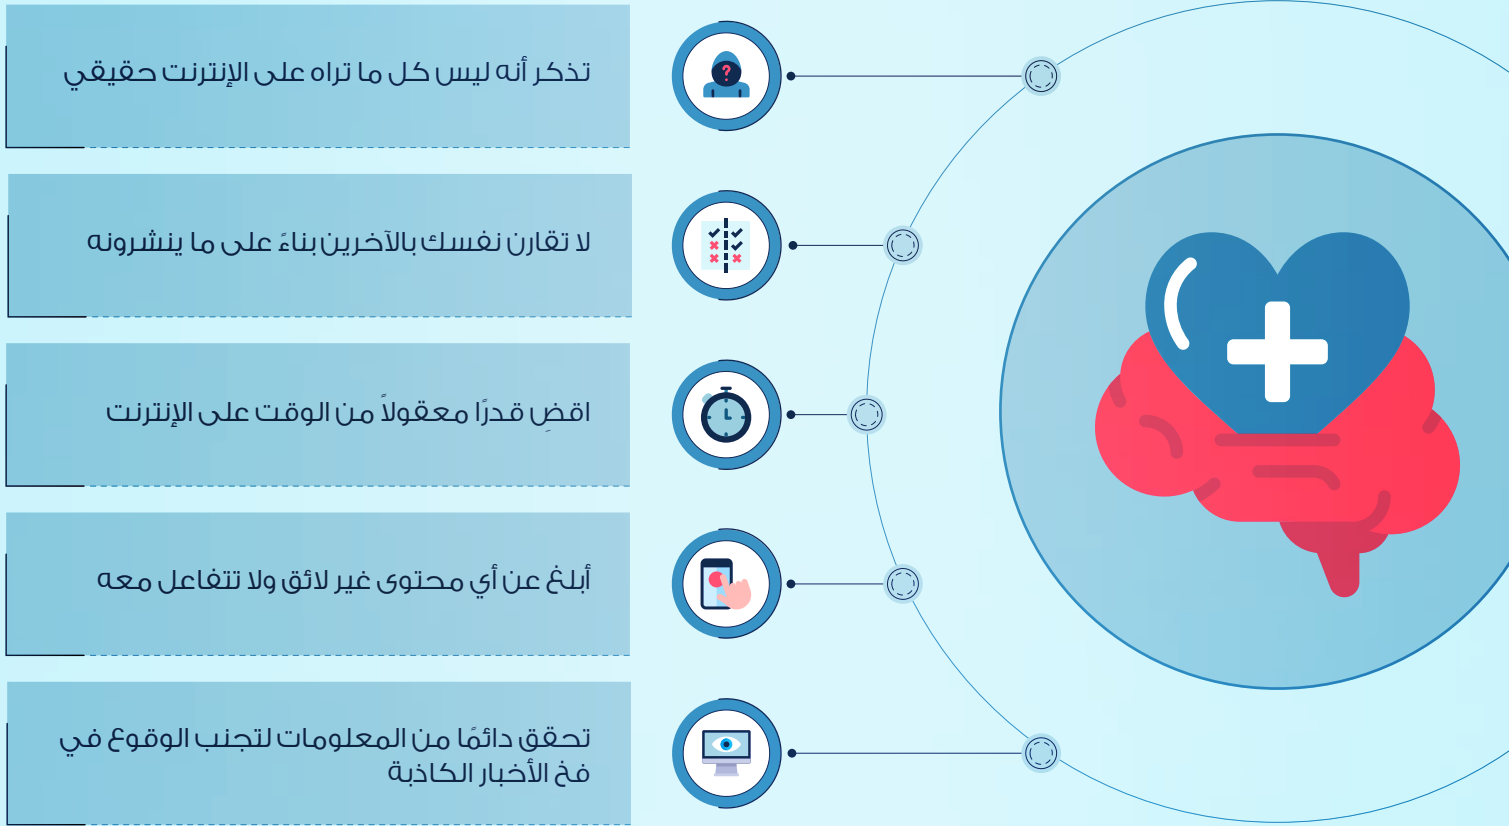 تذكر أنه ليس كل ما تراه على الإنترنت حقيقي
لا تقارن نفسك بالآخرين بناءً على ما ينشرونه
اقضِ قدرًا معقولاً من الوقت على الإنترنت
أبلغ عن أي محتوى غير لائق ولا تتفاعل معه
تحقق دائمًا من المعلومات لتجنب الوقوع في
فخ الأخبار الكاذبة